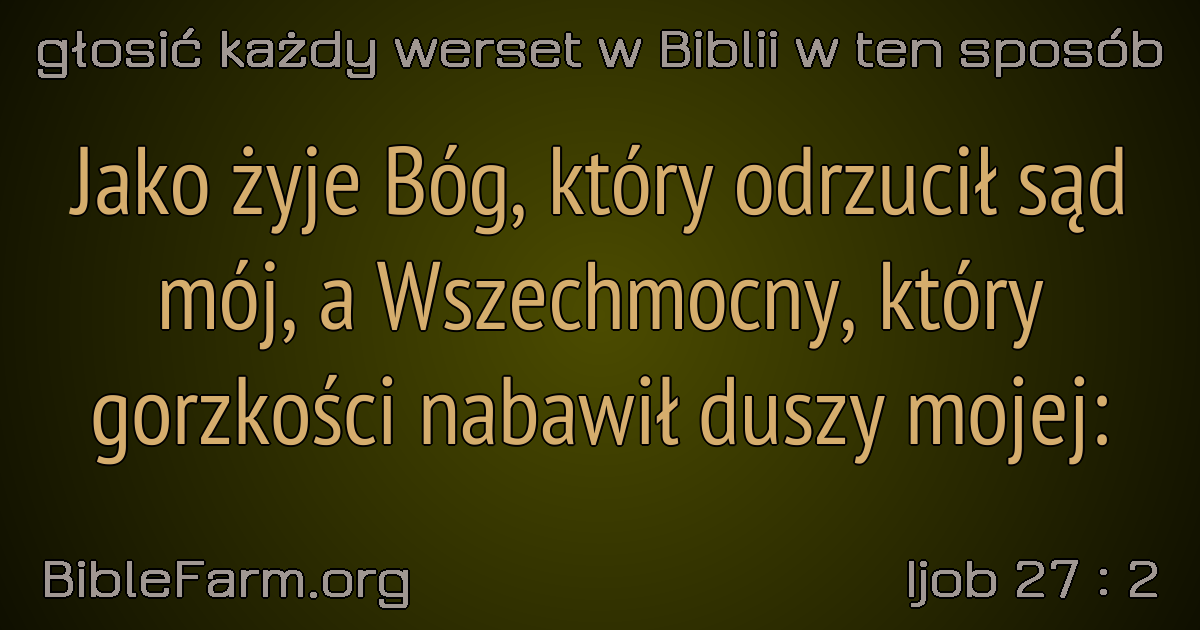 głosić każdy werset w Biblii w ten sposób
Jako żyje Bóg, który odrzucił sąd
mój, a Wszechmocny, który
gorzkości nabawił duszy mojej:
BibleFarm.org
Ijob 27 : 2